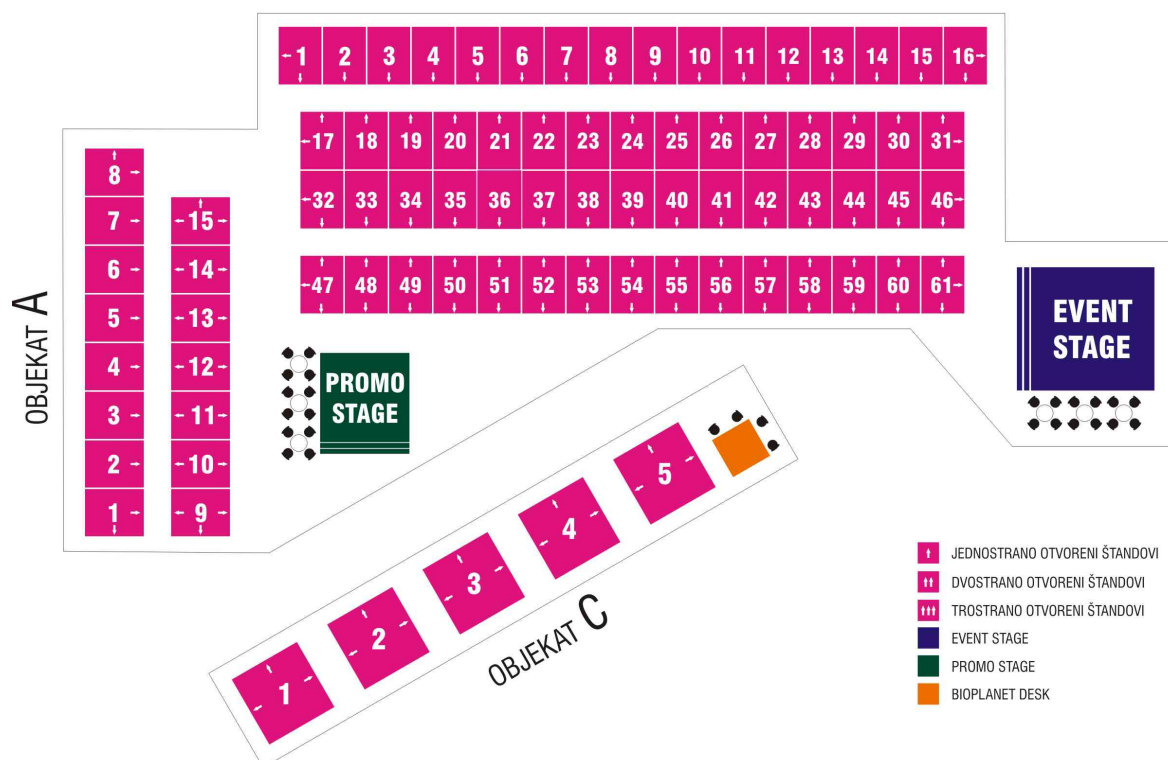 1 2 3 4 5 6 7 8 9 10 11 12 13 14 15 16
17 18 19 20 21 22 23 24 25 26 27 28 29 30 31
32 33 34 35 36 37 38 39 40 41 42 43 44 45 46
47 48 49 50 51 52 53 54 55 56 57 58 59 60 61
OBJEKAT A
8
7
6
5
4
3
2
1
15
14
13
12
11
10
9
PROMO
STAGE
EVENT
STAGE
1
2
3
4
5
OBJEKAT C
JEDNOSTRANO OTVORENI ŠTANDOVI
DVOSTRANO OTVORENI ŠTANDOVI
TROSTRANO OTVORENI ŠTANDOVI
EVENT STAGE
PROMO STAGE
BIOPLANET DESK